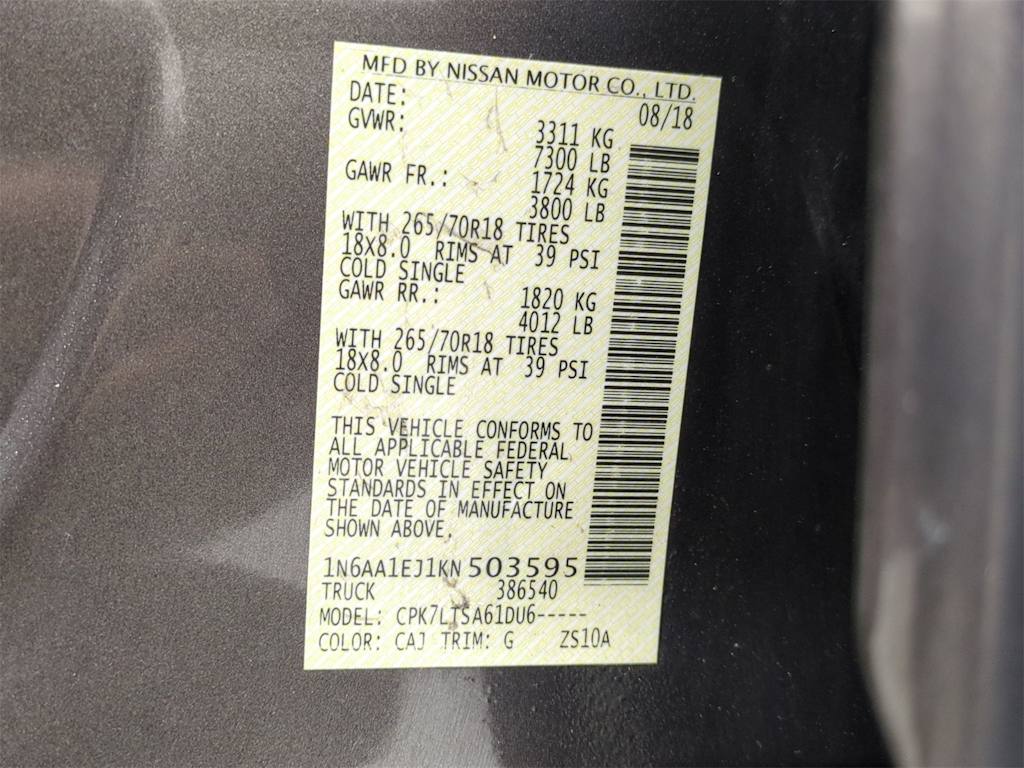 MFD BY NISSAN MOTOR CO., LTD.
DATE: 08/18
GVWR: 3311 KG
7300 LB
GAWR FR.: 1724 KG
3800 LB
WITH 265/70R18 TIRES
18X8.0 RIMS AT 39 PSI
COLD SINGLE
GAWR RR.: 1820 KG
4012 LB
WITH 265/70R18 TIRES
18X8.0 RIMS AT 39 PSI
COLD SINGLE
THIS VEHICLE CONFORMS TO
ALL APPLICABLE FEDERAL
MOTOR VEHICLE SAFETY
STANDARDS IN EFFECT ON
THE DATE OF MANUFACTURE
SHOWN ABOVE.
1N6AA1EJ1KN503595
TRUCK 386540
MODEL: CPK7LTSA61DU6-----
COLOR: CAJ TRIM: G ZS10A